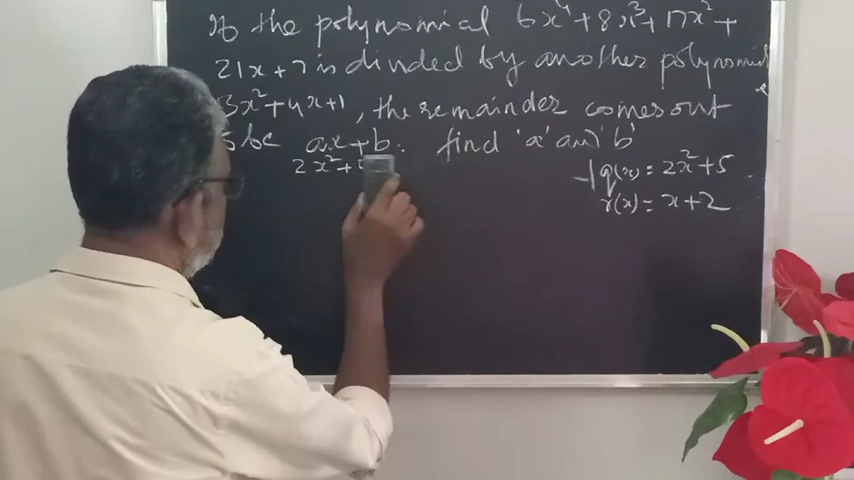 If the polynomial 6x⁴+8x³+17x²+
21x+7 is divided by another polynomial
3x²+4x+1, the remainder comes out
be ax+b. find 'a' and 'b'
2x²+
q(x) = 2x²+5
r(x) = x+2